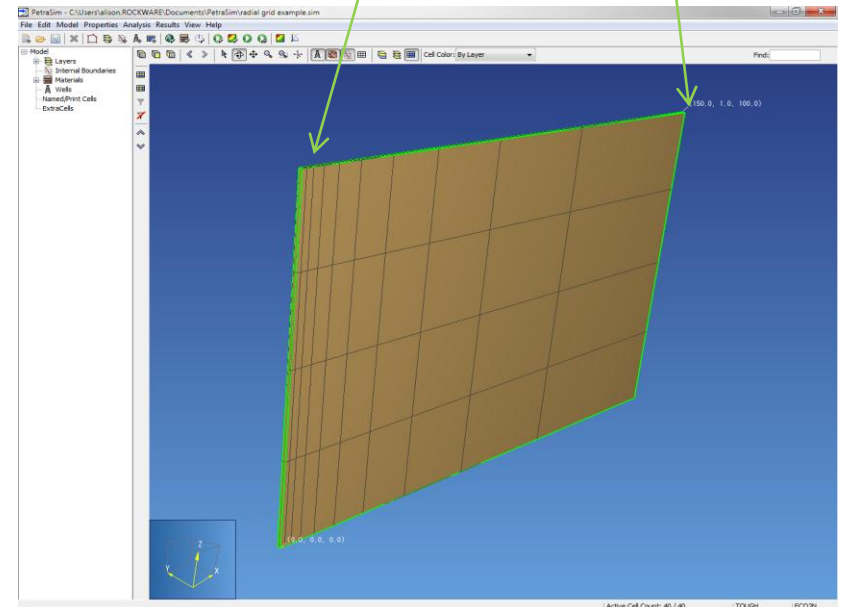 PetraSim - C:\Users\alison.ROCKWARE\Documents\PetraSim\radial grid example.sim
File Edit Model Properties Analysis Results View Help
Model
Layers
Internal Boundaries
Materials
Wells
Named/Print Cells
ExtraCells
Cell Color: By Layer
Find:
(150.0, 1.0, 100.0)
(0.0, 0.0, 0.0)
Z
Y
X
Active Cell Count: 40 / 40
TOUGH
ECO2N